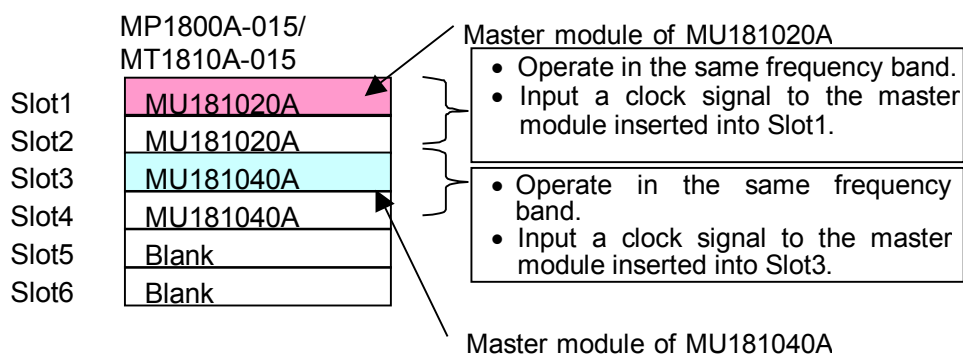 MP1800A-015/
MT1810A-015
Master module of MU181020A
Slot1 MU181020A
Slot2 MU181020A
Slot3 MU181040A
Slot4 MU181040A
Slot5 Blank
Slot6 Blank
• Operate in the same frequency band.
• Input a clock signal to the master
module inserted into Slot1.
• Operate in the same frequency
band.
• Input a clock signal to the master
module inserted into Slot3.
Master module of MU181040A